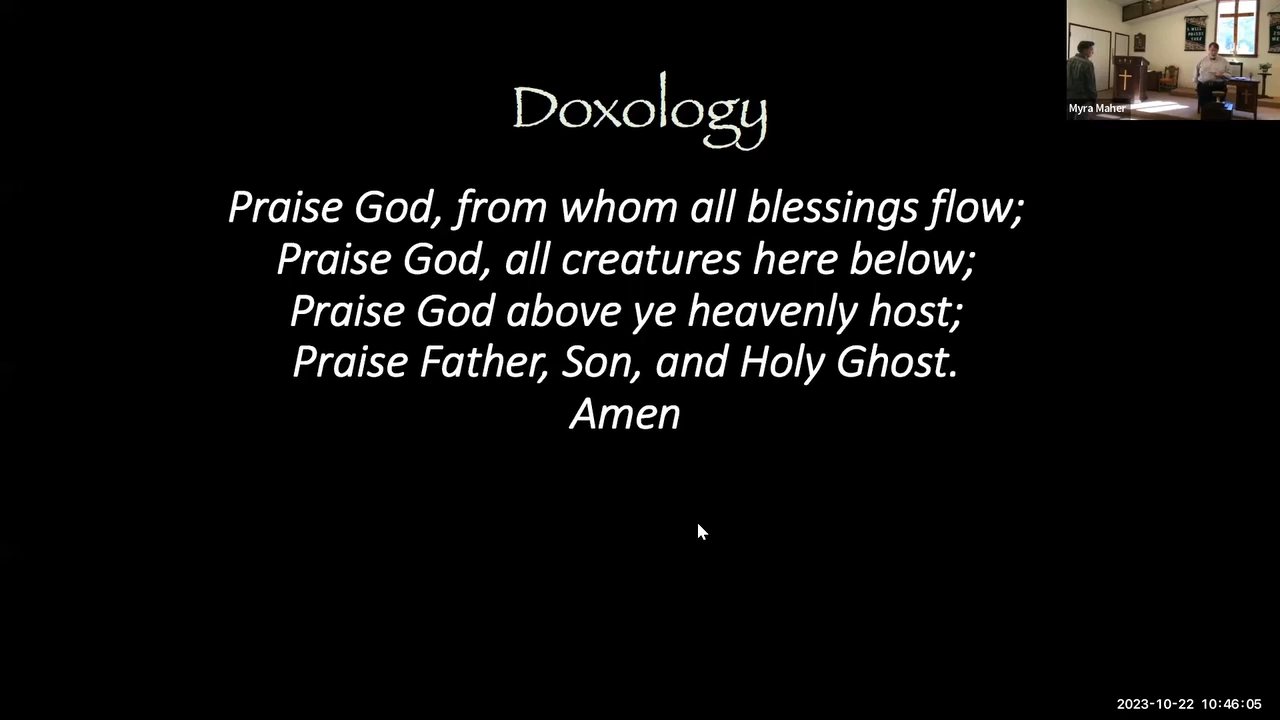 Doxology
Praise God, from whom all blessings flow;
Praise God, all creatures here below;
Praise God above ye heavenly host;
Praise Father, Son, and Holy Ghost.
Amen
Myra Maher
2023-10-22 10:46:05